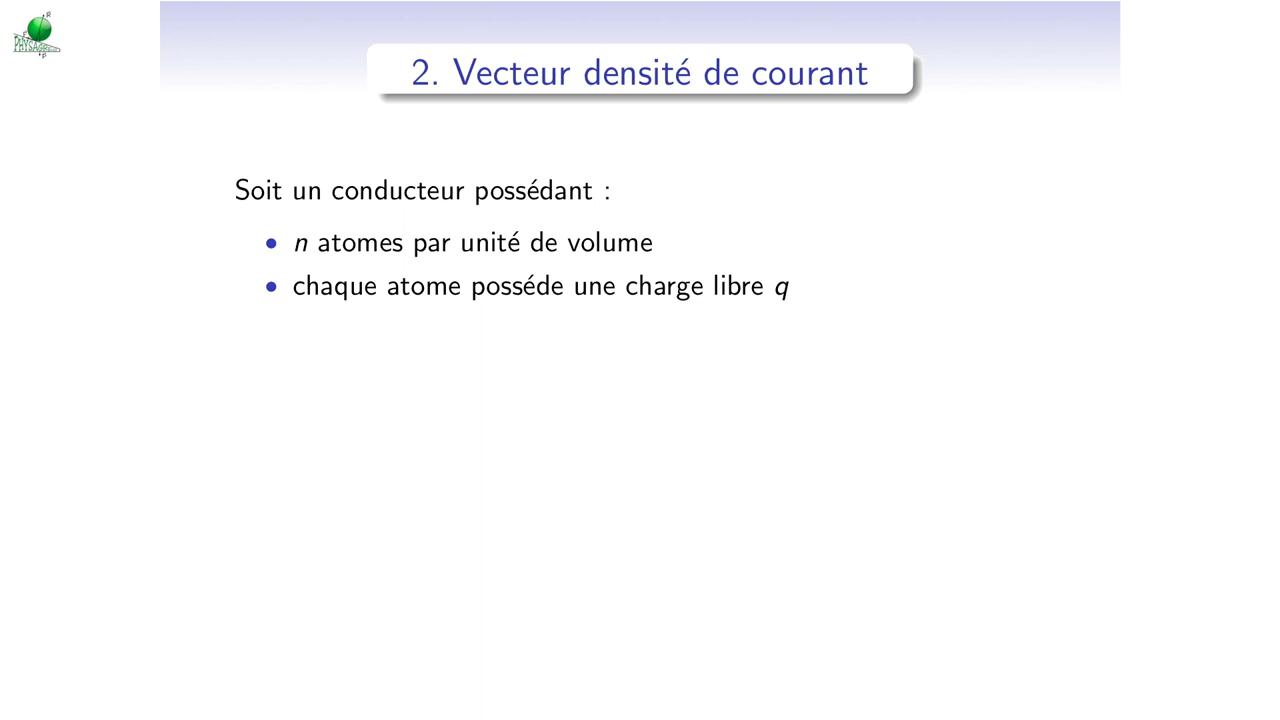 2. Vecteur densité de courant
Soit un conducteur possédant :
• n atomes par unité de volume
• chaque atome posséde une charge libre q